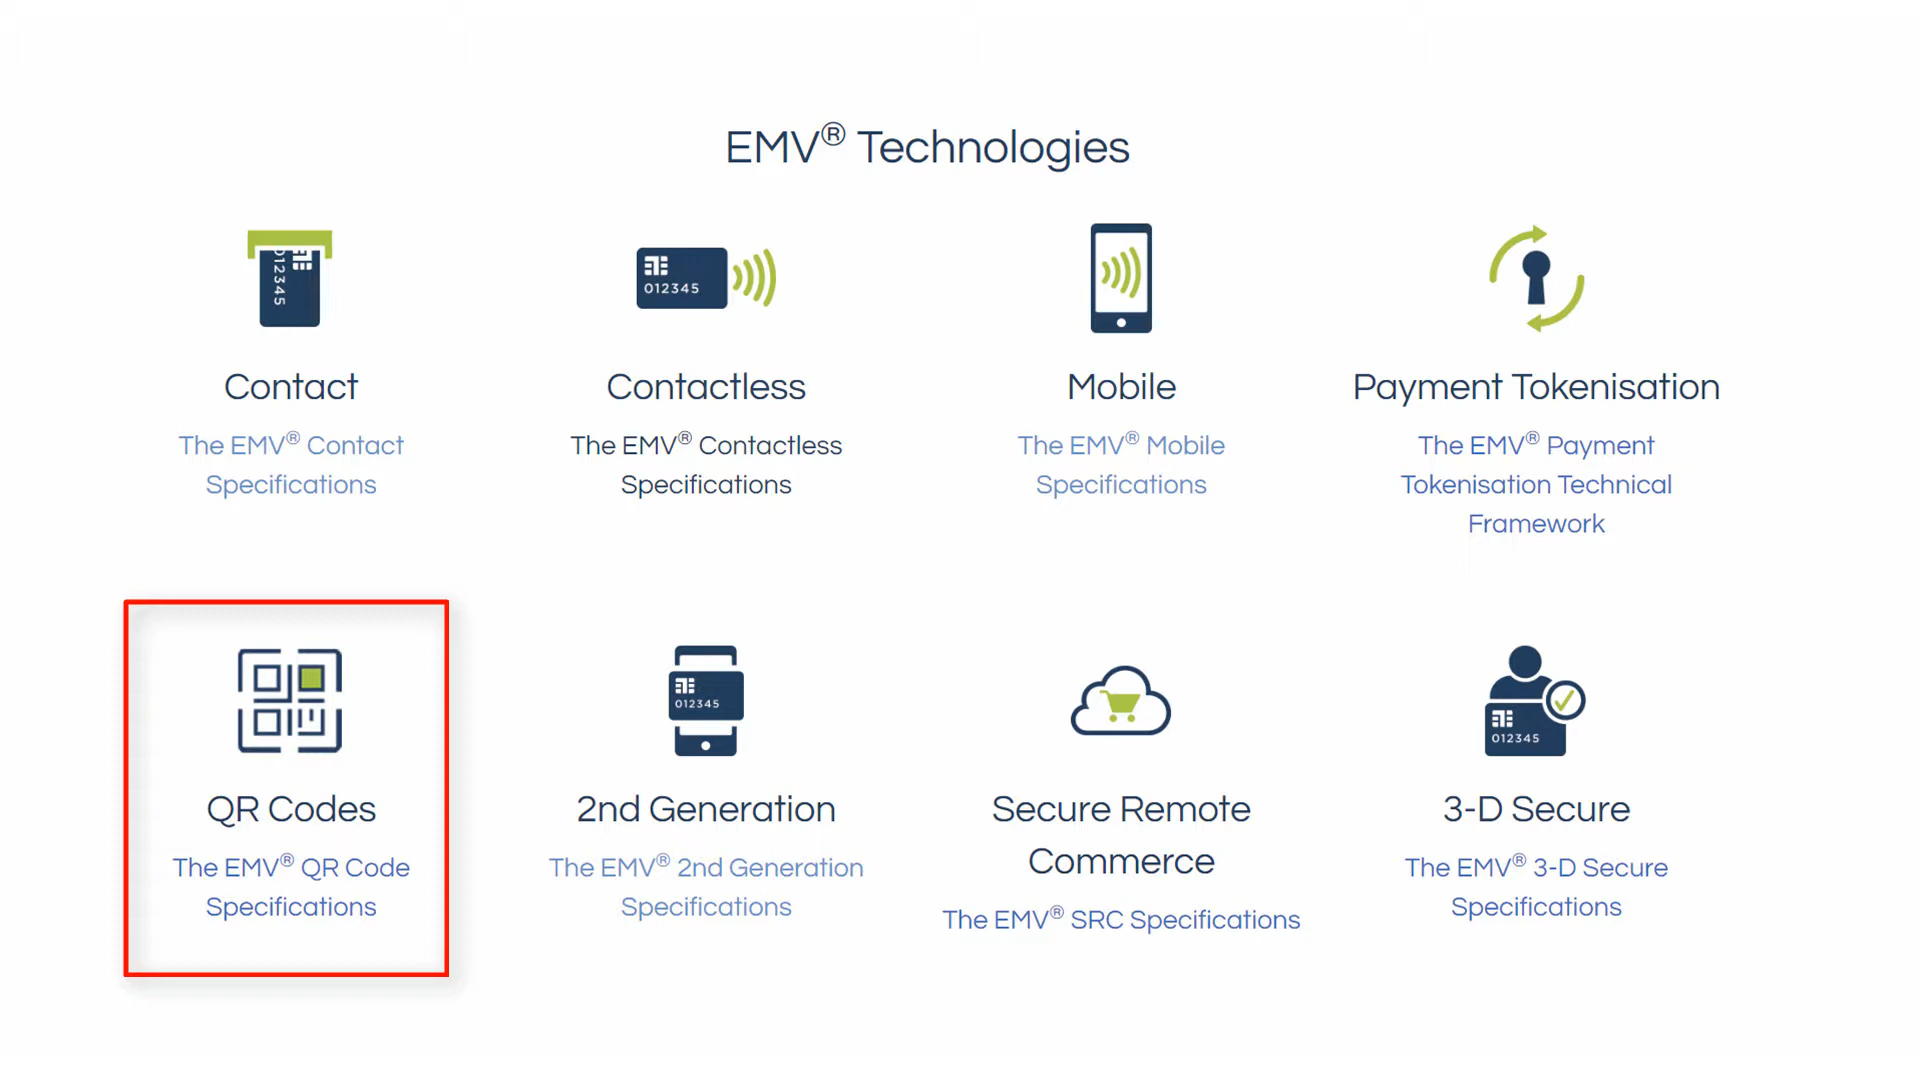 EMV® Technologies
012345
012345
Contact
Contactless
Mobile
Payment Tokenisation
The EMV® Contact
Specifications
The EMV® Contactless
Specifications
The EMV® Mobile
Specifications
The EMV® Payment
Tokenisation Technical
Framework
012345
012345
QR Codes
The EMV® QR Code
Specifications
2nd Generation
The EMV® 2nd Generation
Specifications
Secure Remote
Commerce
The EMV® SRC Specifications
3-D Secure
The EMV® 3-D Secure
Specifications